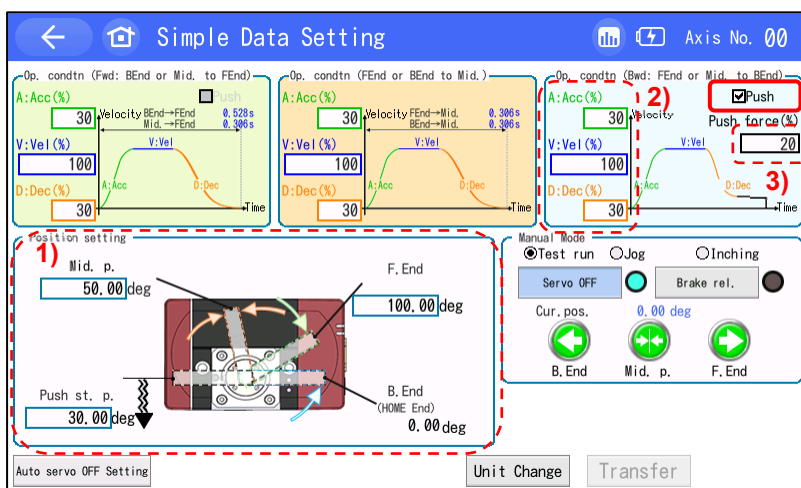 Simple Data Setting
Axis No. 00
Op. condtn (Fwd: BEnd or Mid. to FEnd)
A:Acc(%)
30
Push
Velocity
BEnd→FEnd 0.528s
Mid. →FEnd 0.306s
V:Vel(%)
100
V:Vel
D:Dec(%)
30
A:Acc
D:Dec
Time
Op. condtn (FEnd or BEnd to Mid.)
A:Acc(%)
30
Velocity
FEnd→Mid. 0.306s
BEnd→Mid. 0.306s
V:Vel(%)
100
V:Vel
D:Dec(%)
30
A:Acc
D:Dec
Time
Op. condtn (Bwd: FEnd or Mid. to BEnd)
A:Acc(%)
30
2)
Velocity
Push
Push force(%)
20
3)
V:Vel(%)
100
V:Vel
D:Dec(%)
30
A:Acc
D:Dec
Time
Position setting
1)
Mid. p.
50.00 deg
F.End
100.00 deg
Push st. p.
30.00 deg
B.End
(HOME End)
0.00 deg
Manual Mode
Test run Jog Inching
Servo OFF
Brake rel.
Cur.pos. 0.00 deg
B.End Mid. p. F.End
Auto servo OFF Setting
Unit Change
Transfer